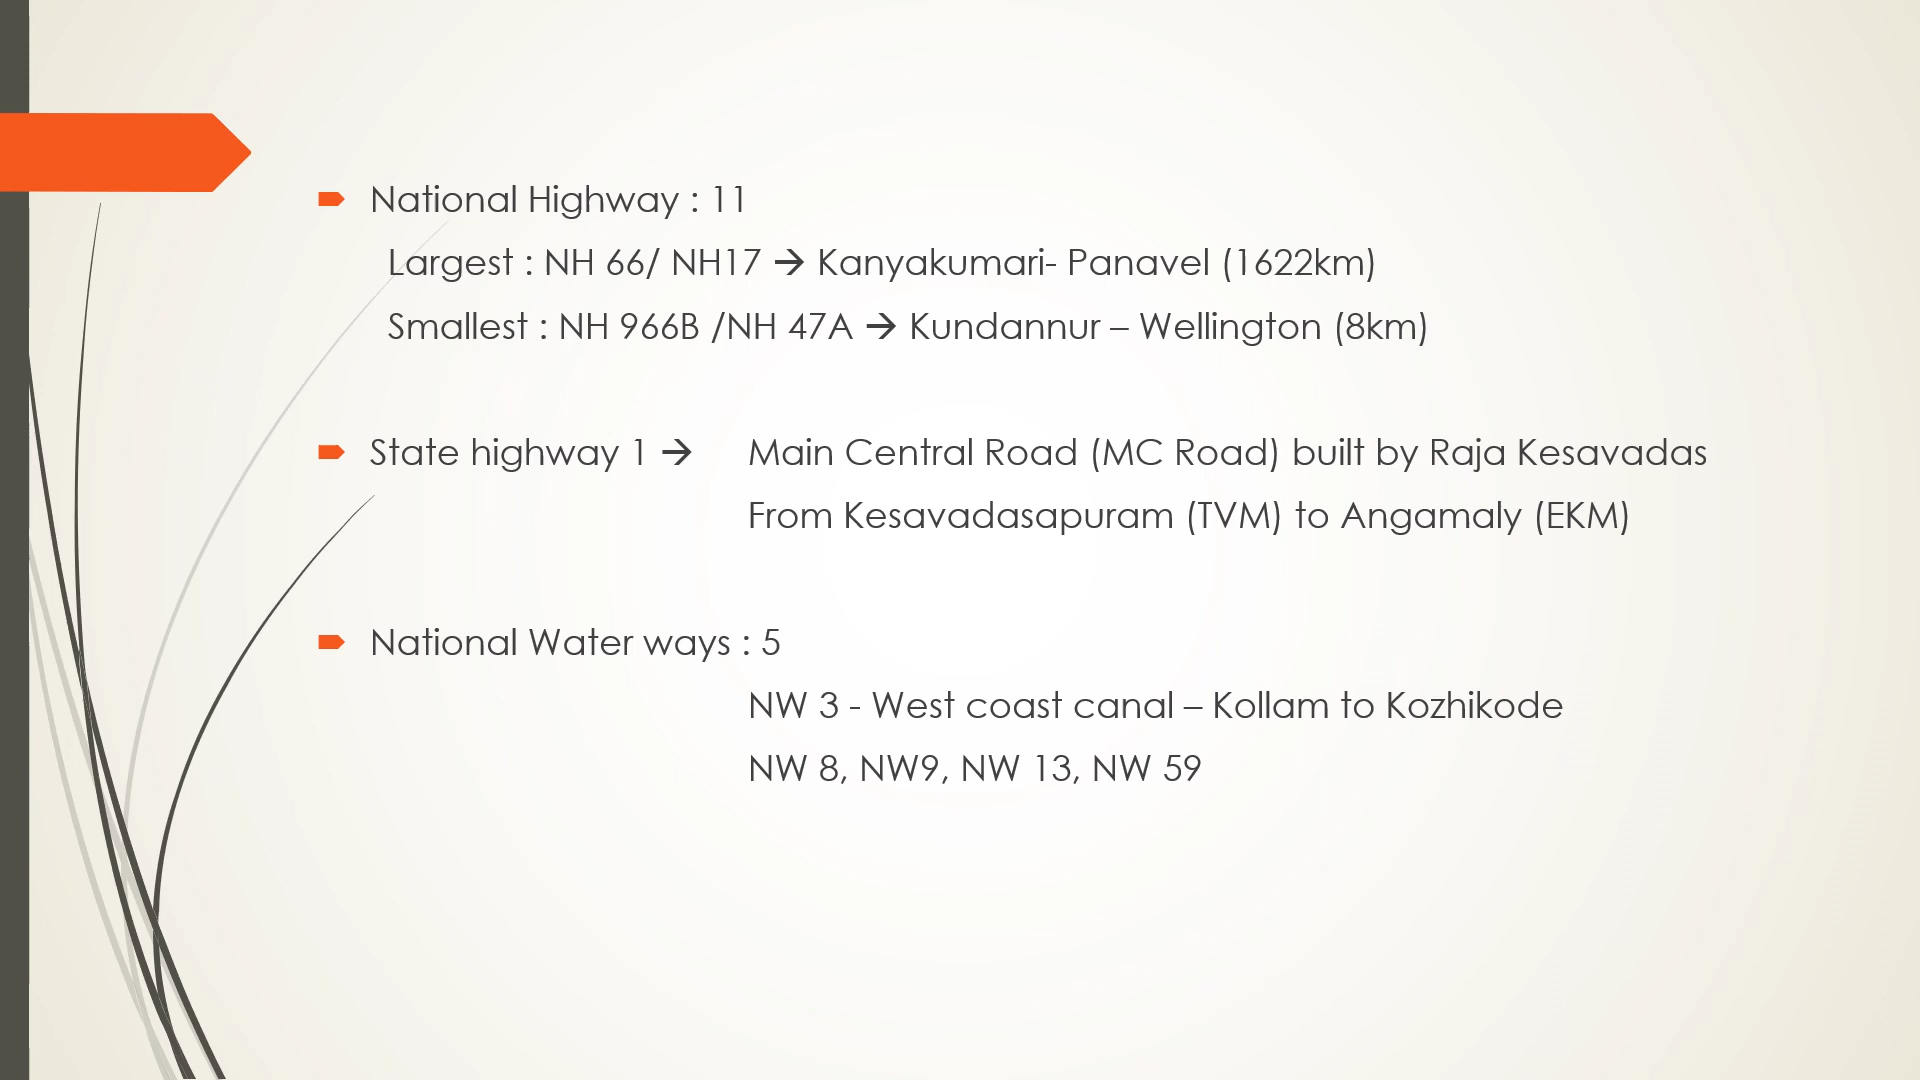 National Highway : 11
Largest : NH 66/ NH17 → Kanyakumari- Panavel (1622km)
Smallest : NH 966B /NH 47A → Kundannur – Wellington (8km)
State highway 1 → Main Central Road (MC Road) built by Raja Kesavadas
From Kesavadasapuram (TVM) to Angamaly (EKM)
National Water ways : 5
NW 3 - West coast canal – Kollam to Kozhikode
NW 8, NW9, NW 13, NW 59